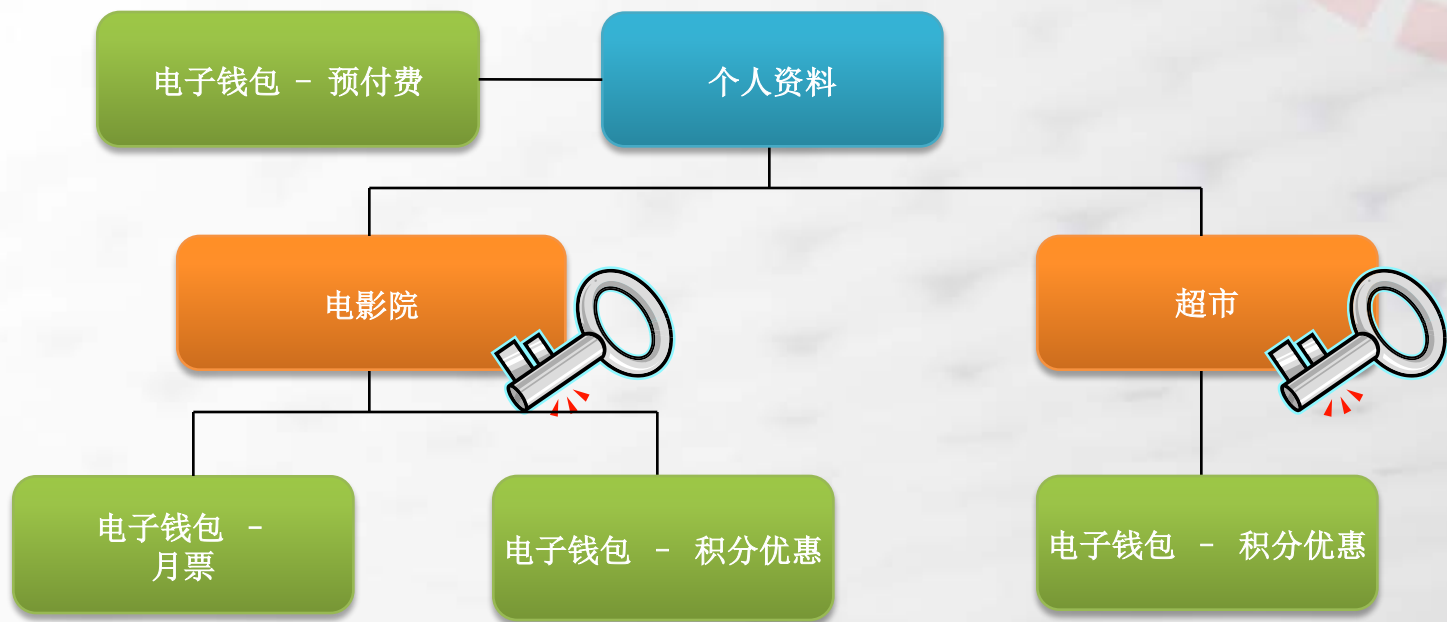 电子钱包 - 预付费
个人资料
电影院
超市
电子钱包 -
月票
电子钱包 - 积分优惠
电子钱包 - 积分优惠